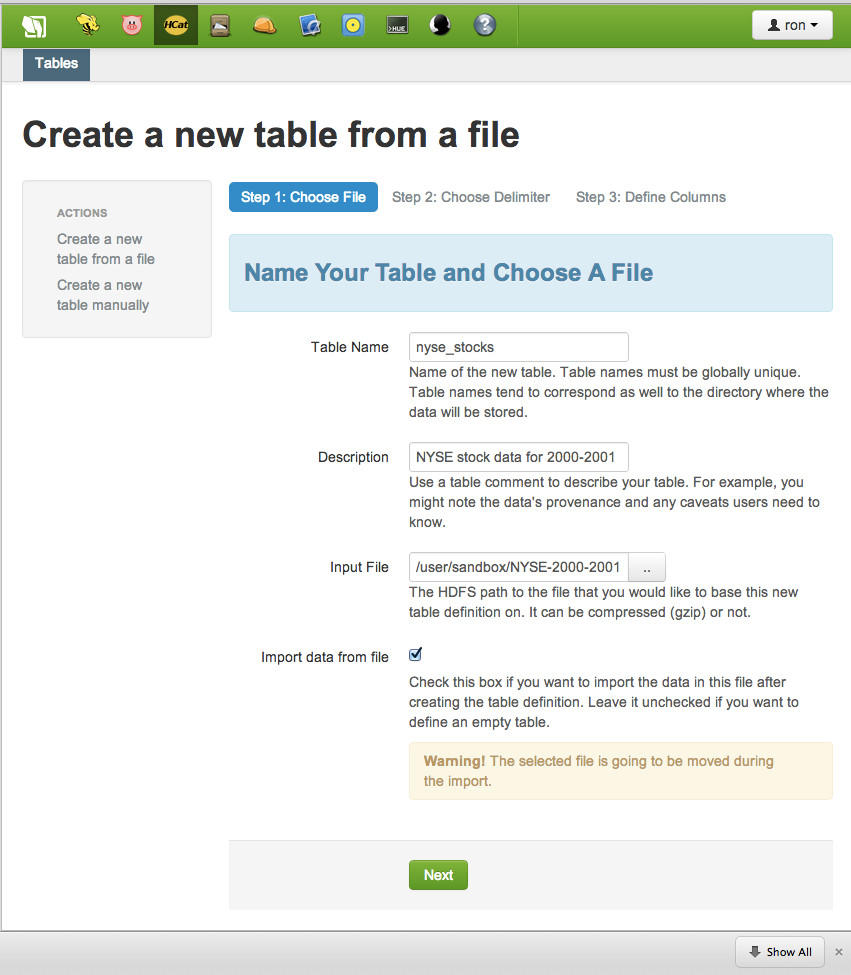 HCat
>HUE
ron
Tables
Create a new table from a file
ACTIONS
Create a new
table from a file
Create a new
table manually
Step 1: Choose File
Step 2: Choose Delimiter
Step 3: Define Columns
Name Your Table and Choose A File
Table Name
nyse_stocks
Name of the new table. Table names must be globally unique.
Table names tend to correspond as well to the directory where the
data will be stored.
Description
NYSE stock data for 2000-2001
Use a table comment to describe your table. For example, you
might note the data's provenance and any caveats users need to
know.
Input File
/user/sandbox/NYSE-2000-2001
..
The HDFS path to the file that you would like to base this new
table definition on. It can be compressed (gzip) or not.
Import data from file
Check this box if you want to import the data in this file after
creating the table definition. Leave it unchecked if you want to
define an empty table.
Warning! The selected file is going to be moved during
the import.
Next
Show All